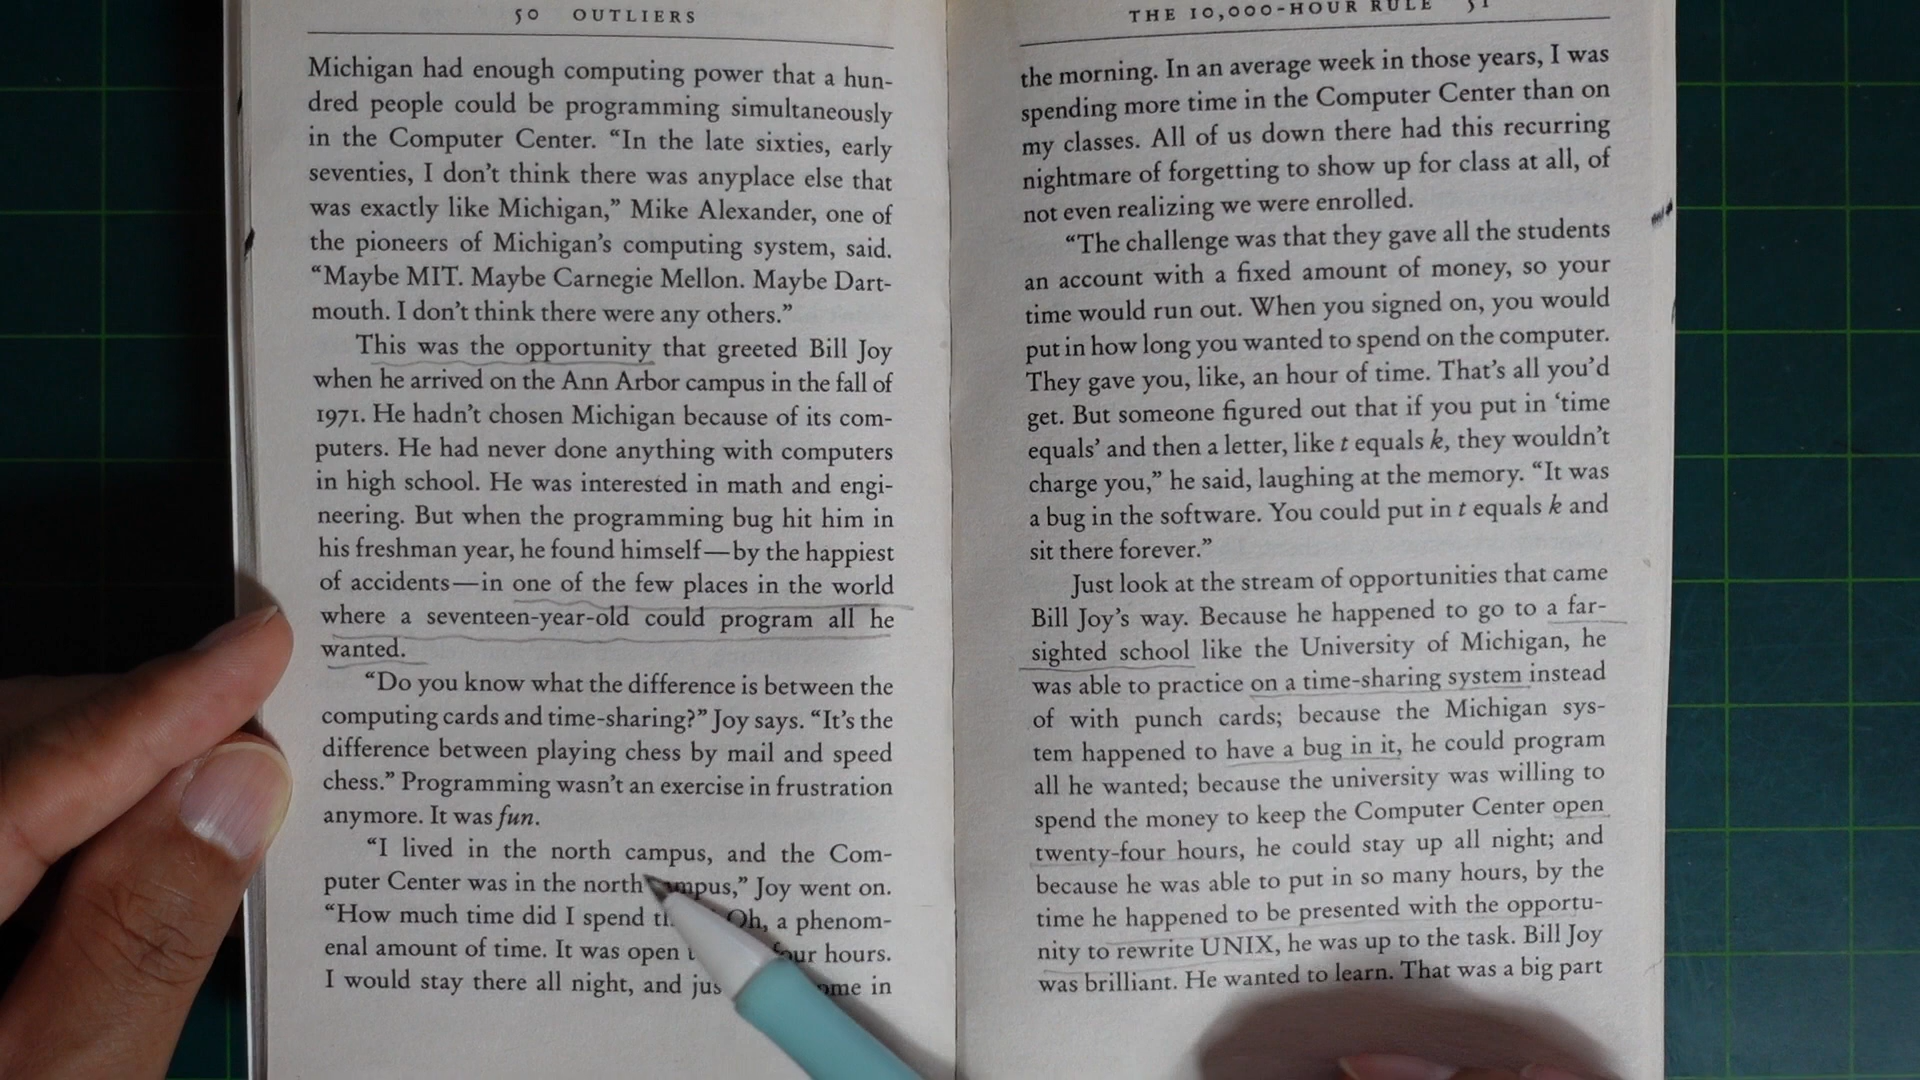 50 OUTLIERS
Michigan had enough computing power that a hun-
dred people could be programming simultaneously
in the Computer Center. “In the late sixties, early
seventies, I don’t think there was anyplace else that
was exactly like Michigan,” Mike Alexander, one of
the pioneers of Michigan’s computing system, said.
“Maybe MIT. Maybe Carnegie Mellon. Maybe Dart-
mouth. I don’t think there were any others.”
This was the opportunity that greeted Bill Joy
when he arrived on the Ann Arbor campus in the fall of
1971. He hadn’t chosen Michigan because of its com-
puters. He had never done anything with computers
in high school. He was interested in math and engi-
neering. But when the programming bug hit him in
his freshman year, he found himself—by the happiest
of accidents—in one of the few places in the world
where a seventeen-year-old could program all he
wanted.
“Do you know what the difference is between the
computing cards and time-sharing?” Joy says. “It’s the
difference between playing chess by mail and speed
chess.” Programming wasn’t an exercise in frustration
anymore. It was fun.
“I lived in the north campus, and the Com-
puter Center was in the north campus,” Joy went on.
“How much time did I spend Oh, a phenom-
enal amount of time. It was open hours.
I would stay there all night, and in
THE 10,000-HOUR RULE 51
the morning. In an average week in those years, I was
spending more time in the Computer Center than on
my classes. All of us down there had this recurring
nightmare of forgetting to show up for class at all, of
not even realizing we were enrolled.
“The challenge was that they gave all the students
an account with a fixed amount of money, so your
time would run out. When you signed on, you would
put in how long you wanted to spend on the computer.
They gave you, like, an hour of time. That’s all you’d
get. But someone figured out that if you put in ‘time
equals’ and then a letter, like t equals k, they wouldn’t
charge you,” he said, laughing at the memory. “It was
a bug in the software. You could put in t equals k and
sit there forever.”
Just look at the stream of opportunities that came
Bill Joy’s way. Because he happened to go to a far-
sighted school like the University of Michigan, he
was able to practice on a time-sharing system instead
of with punch cards; because the Michigan sys-
tem happened to have a bug in it, he could program
all he wanted; because the university was willing to
spend the money to keep the Computer Center open
twenty-four hours, he could stay up all night; and
because he was able to put in so many hours, by the
time he happened to be presented with the opportu-
nity to rewrite UNIX, he was up to the task. Bill Joy
was brilliant. He wanted to learn. That was a big part